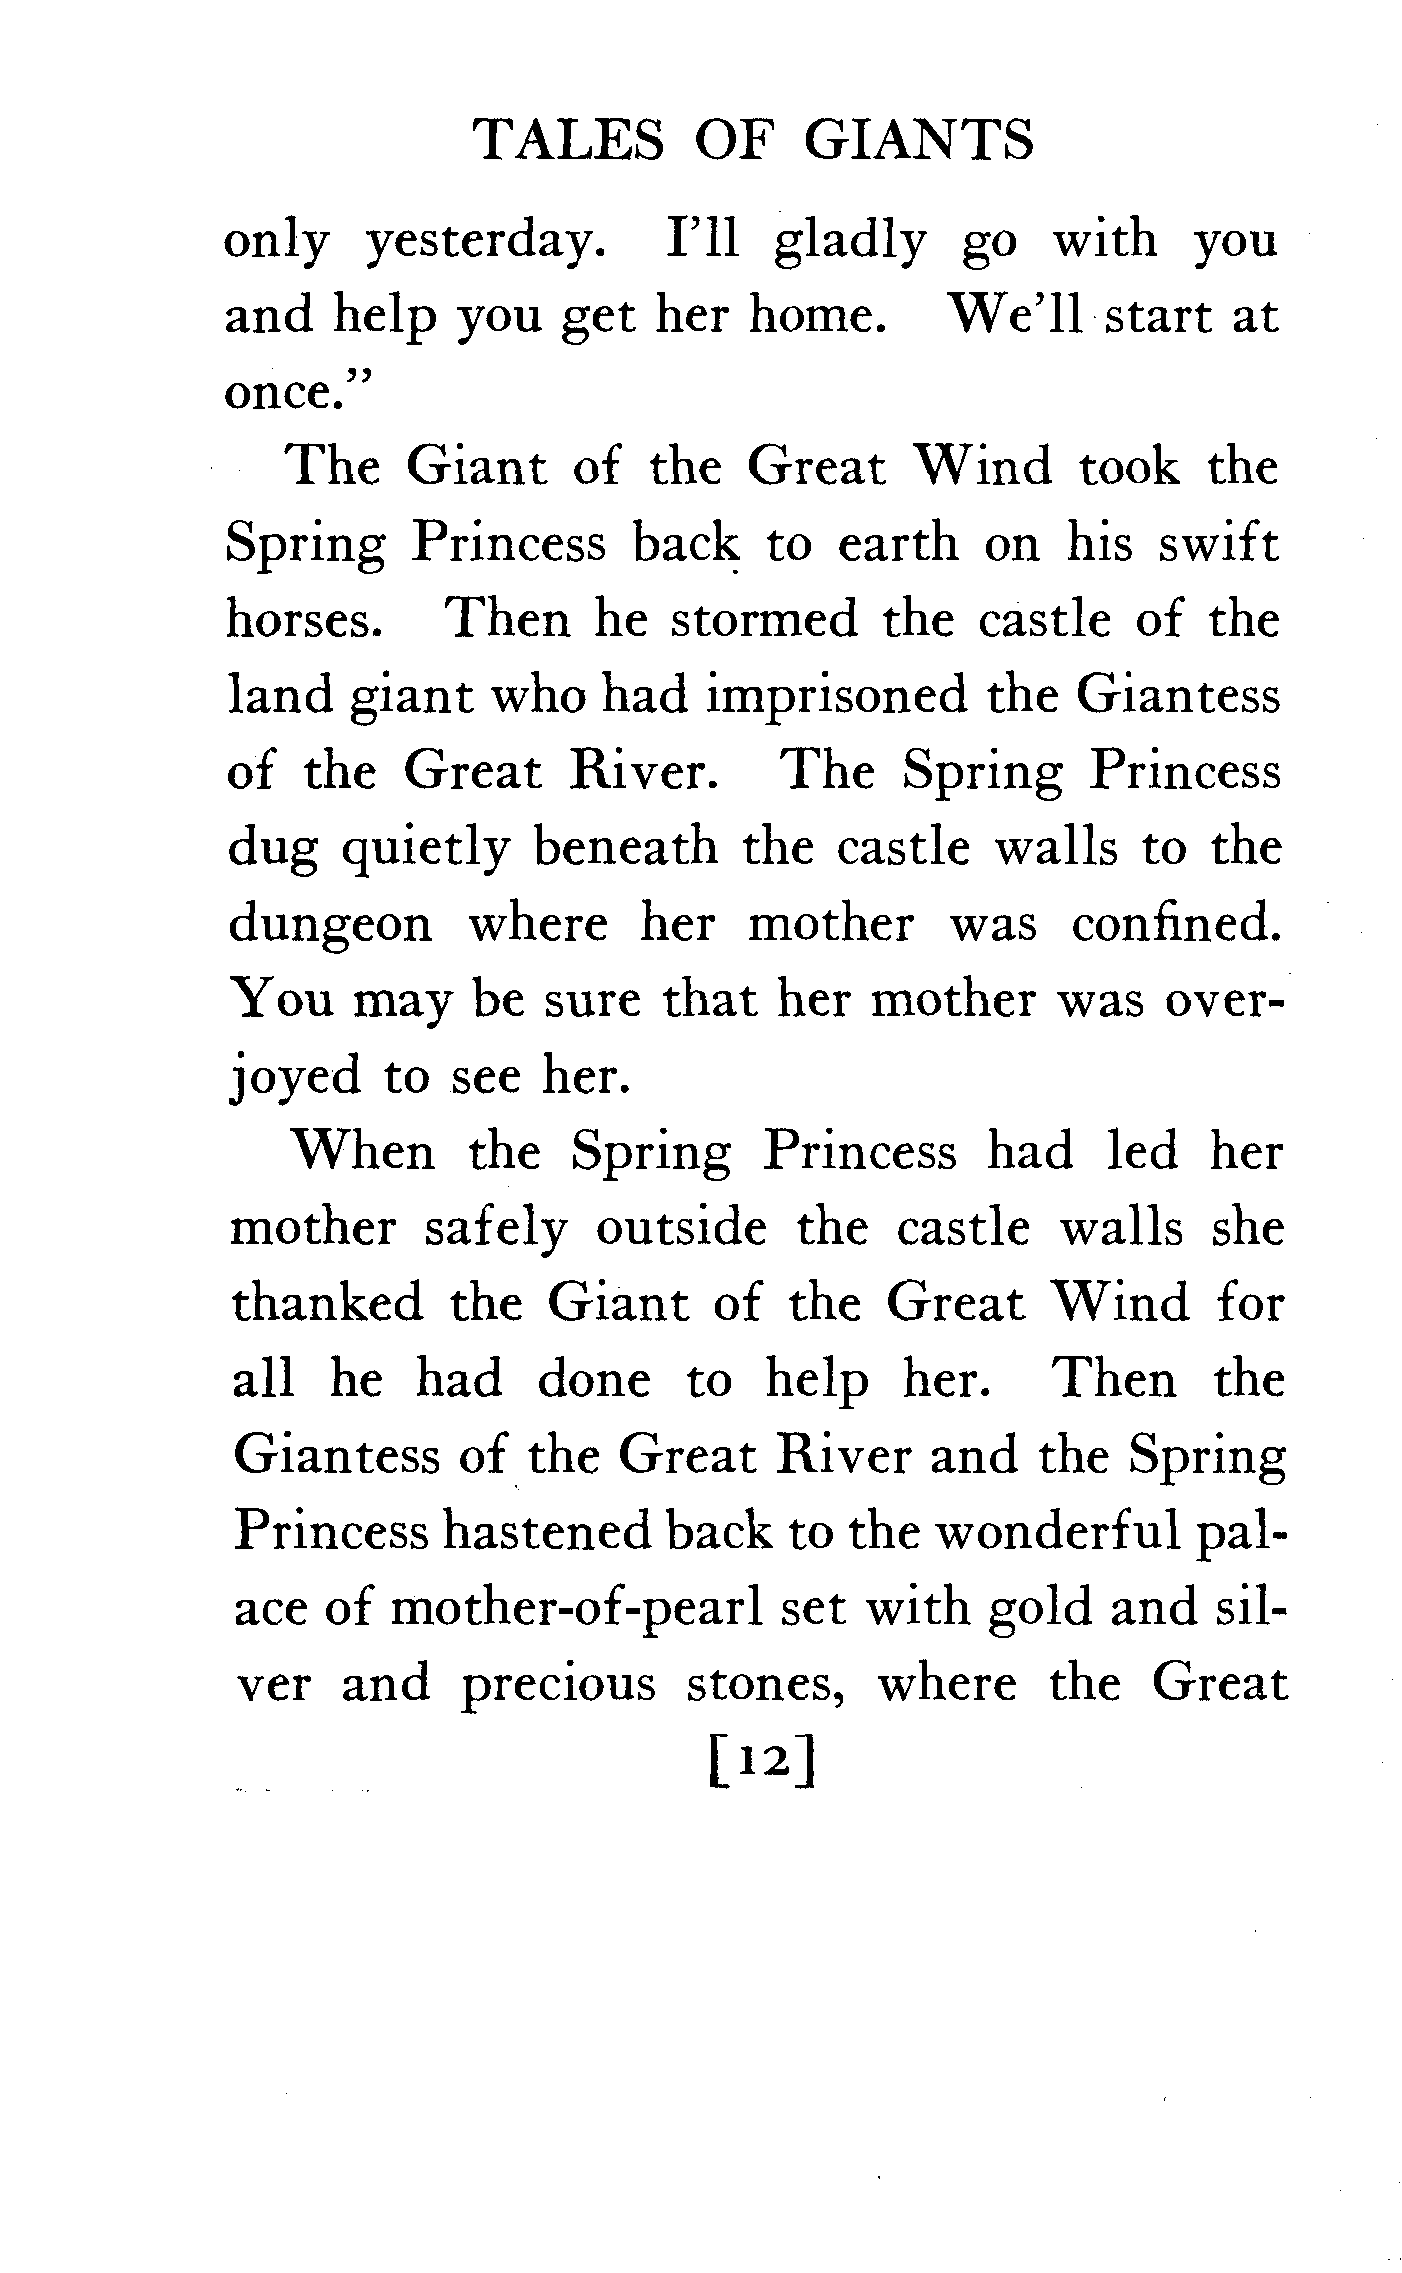 TALES OF GIANTS
only yesterday. I'll gladly go with you
and help you get her home. We'll start at
once."
The Giant of the Great Wind took the
Spring Princess back to earth on his swift
horses. Then he stormed the castle of the
land giant who had imprisoned the Giantess
of the Great River. The Spring Princess
dug quietly beneath the castle walls to the
dungeon where her mother was confined.
You may be sure that her mother was over-
joyed to see her.
When the Spring Princess had led her
mother safely outside the castle walls she
thanked the Giant of the Great Wind for
all he had done to help her. Then the
Giantess of the Great River and the Spring
Princess hastened back to the wonderful pal-
ace of mother-of-pearl set with gold and sil-
ver and precious stones, where the Great
[12]